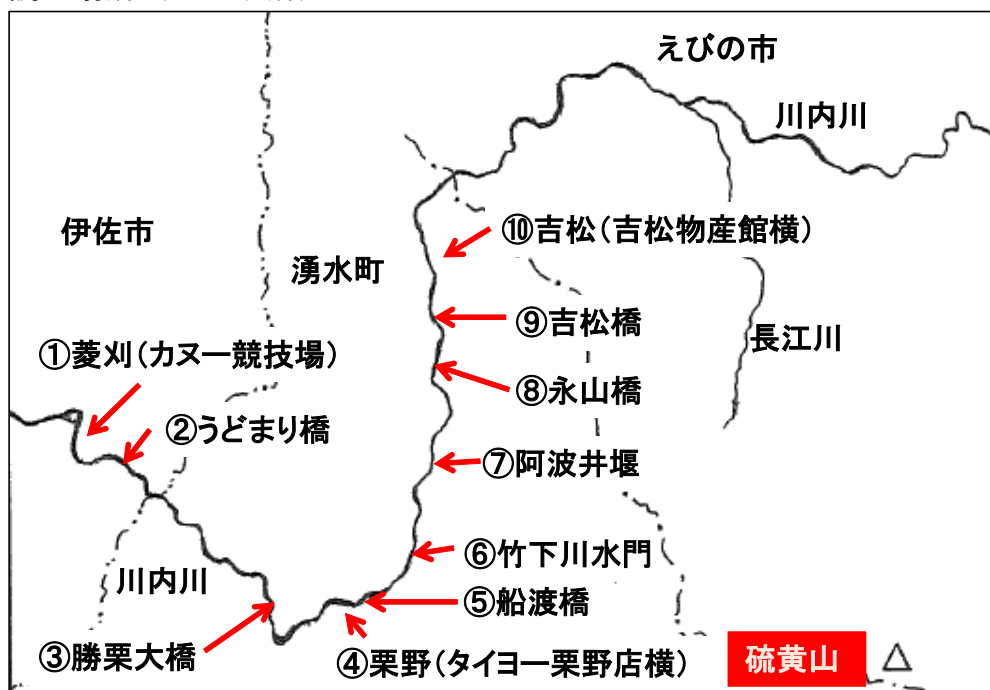 えびの市
川内川
伊佐市
⑩吉松(吉松物産館横)
湧水町
⑨吉松橋
長江川
①菱刈(カヌー競技場)
⑧永山橋
②うどまり橋
⑦阿波井堰
⑥竹下川水門
川内川
⑤船渡橋
③勝栗大橋
④栗野(タイヨー栗野店横)
硫黄山